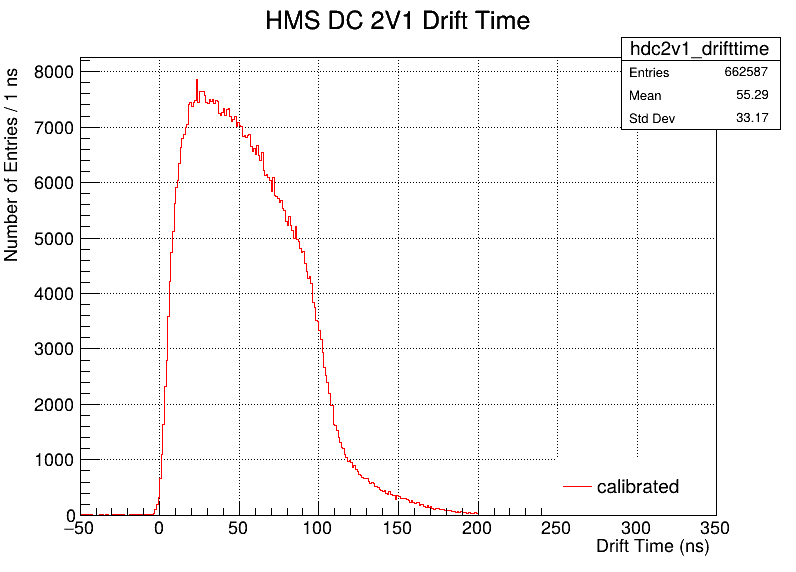 HMS DC 2V1 Drift Time
hdc2v1_drifttime
Entries 662587
Mean 55.29
Std Dev 33.17
Number of Entries / 1 ns
8000
7000
6000
5000
4000
3000
2000
1000
0
−50 0 50 100 150 200 250 300 350
Drift Time (ns)
calibrated